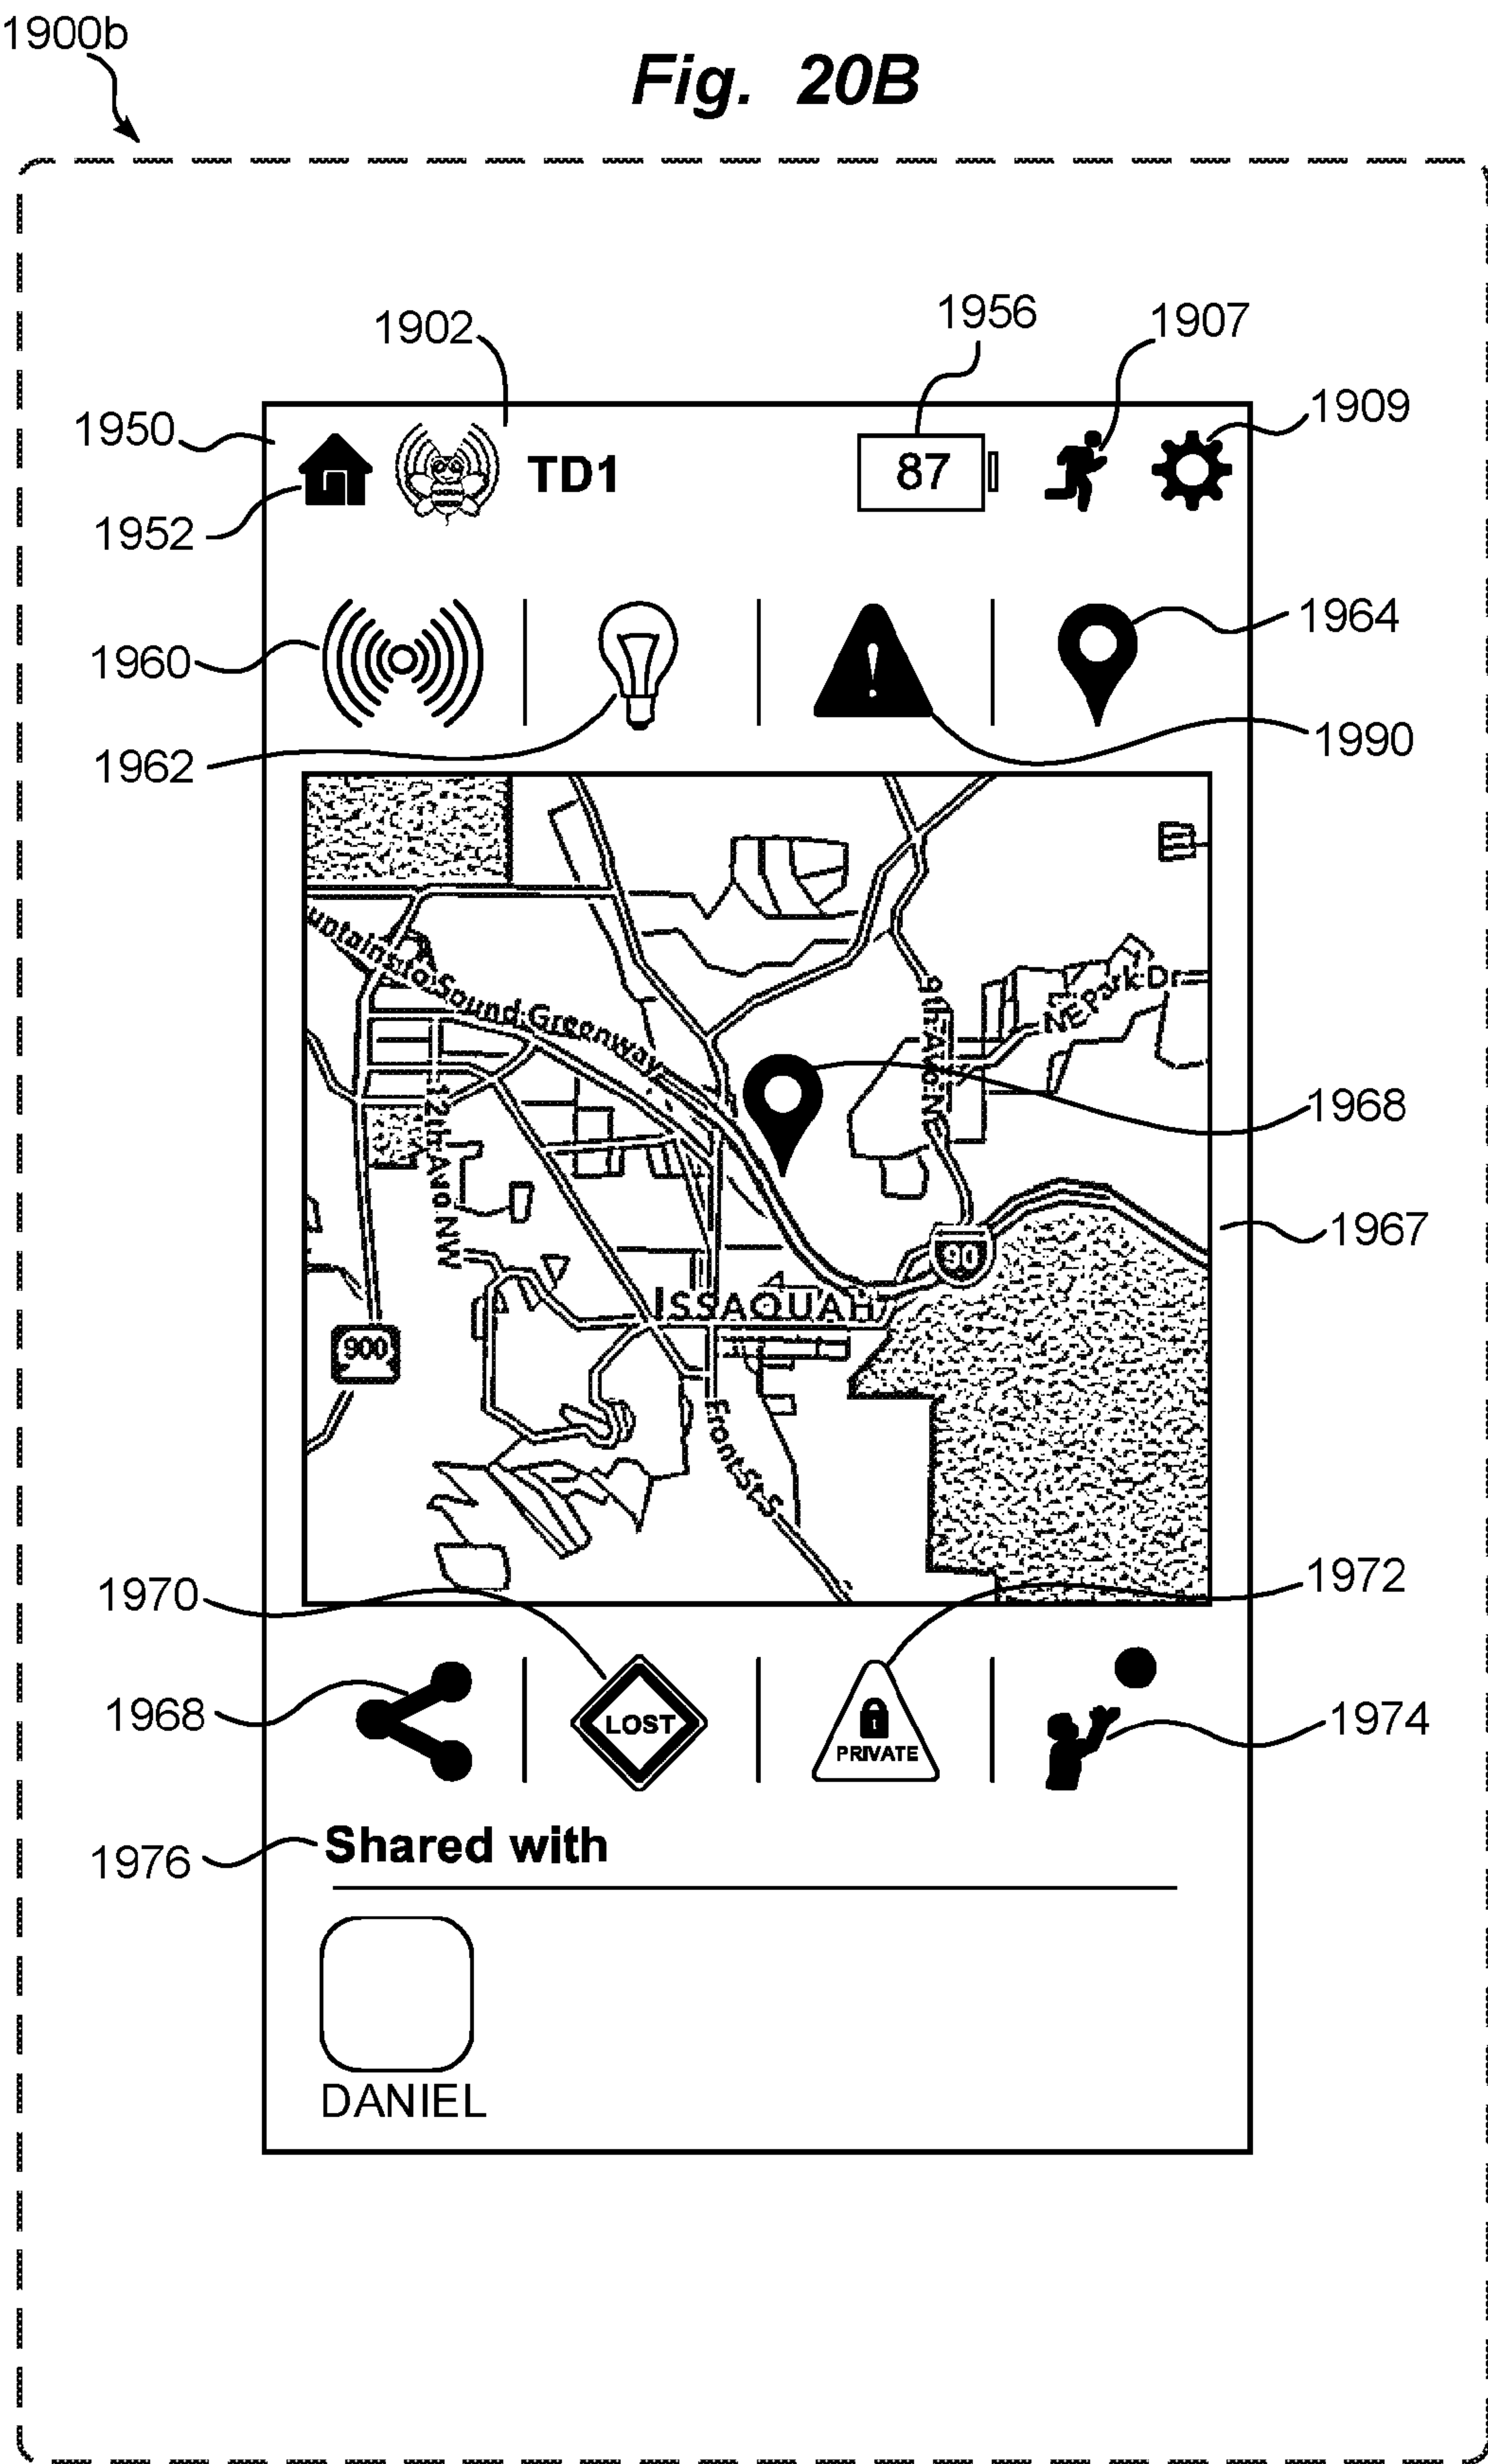 1900b
Fig. 20B
1902
1956
1907
1909
1950
TD1
87
1952
1960
1964
1962
1990
untains to Sound Greenway
9th Ave NE
NE Park Dr
12th Ave NW
1968
1967
90
ISSAQUAH
900
Front St S
1970
1972
1968
LOST
PRIVATE
1974
1976
Shared with
DANIEL